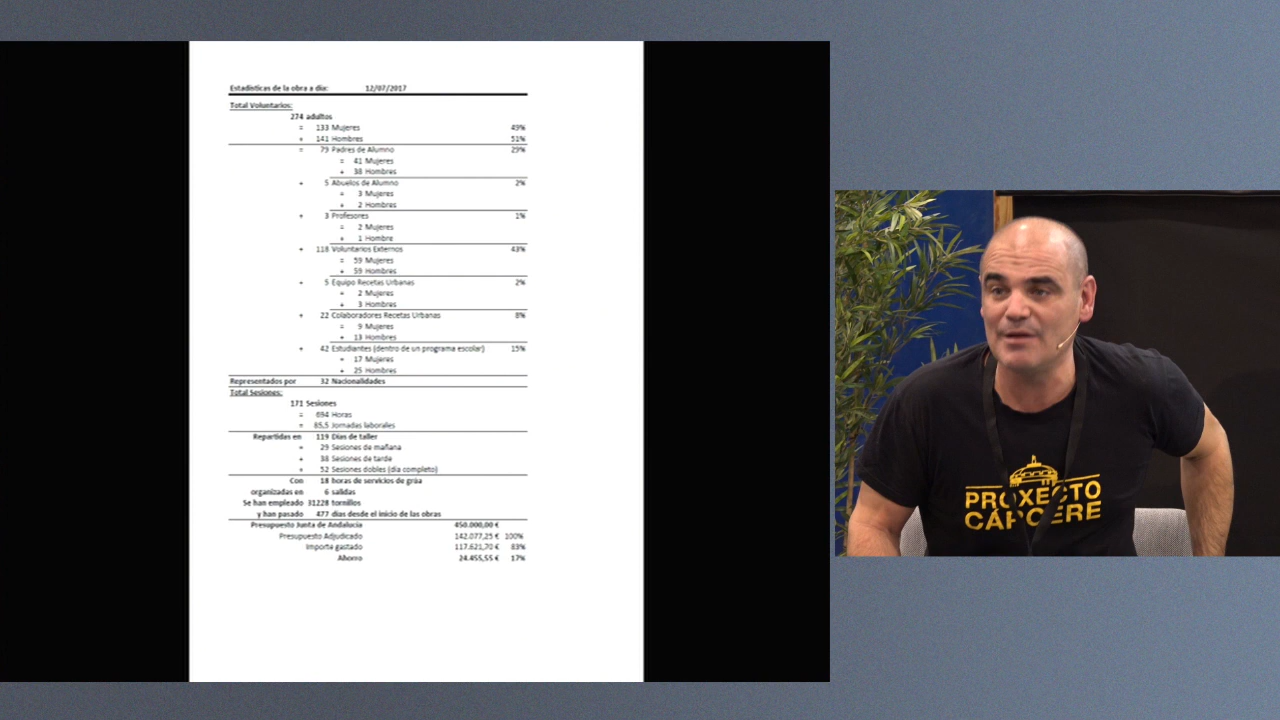 Estadísticas de la obra a día: 12/07/2017
Total Voluntarios:
274 adultos
= 133 Mujeres 49%
+ 141 Hombres 51%
= 79 Padres de Alumno 29%
= 41 Mujeres
+ 38 Hombres
+ 5 Abuelos de Alumno 2%
= 3 Mujeres
+ 2 Hombres
+ 3 Profesores 1%
= 2 Mujeres
+ 1 Hombre
+ 118 Voluntarios Externos 43%
= 59 Mujeres
+ 59 Hombres
+ 5 Equipo Recetas Urbanas 2%
+ 2 Mujeres
+ 3 Hombres
+ 22 Colaboradores Recetas Urbanas 8%
= 9 Mujeres
+ 13 Hombres
+ 42 Estudiantes (dentro de un programa escolar) 15%
+ 17 Mujeres
+ 25 Hombres
Representados por 32 Nacionalidades
Total Sesiones:
171 Sesiones
= 694 Horas
= 85,5 Jornadas laborales
Repartidas en 119 Días de taller
+ 29 Sesiones de mañana
+ 38 Sesiones de tarde
+ 52 Sesiones dobles (día completo)
Con 18 horas de servicios de grúa
organizadas en 6 salidas
Se han empleado 31228 tornillos
y han pasado 477 días desde el inicio de las obras
Presupuesto Junta de Andalucía 450.000,00 €
Presupuesto Adjudicado 142.077,25 € 100%
Importe gastado 117.621,70 € 83%
Ahorro 24.455,55 € 17%
PROXECTO
CÁRCERE